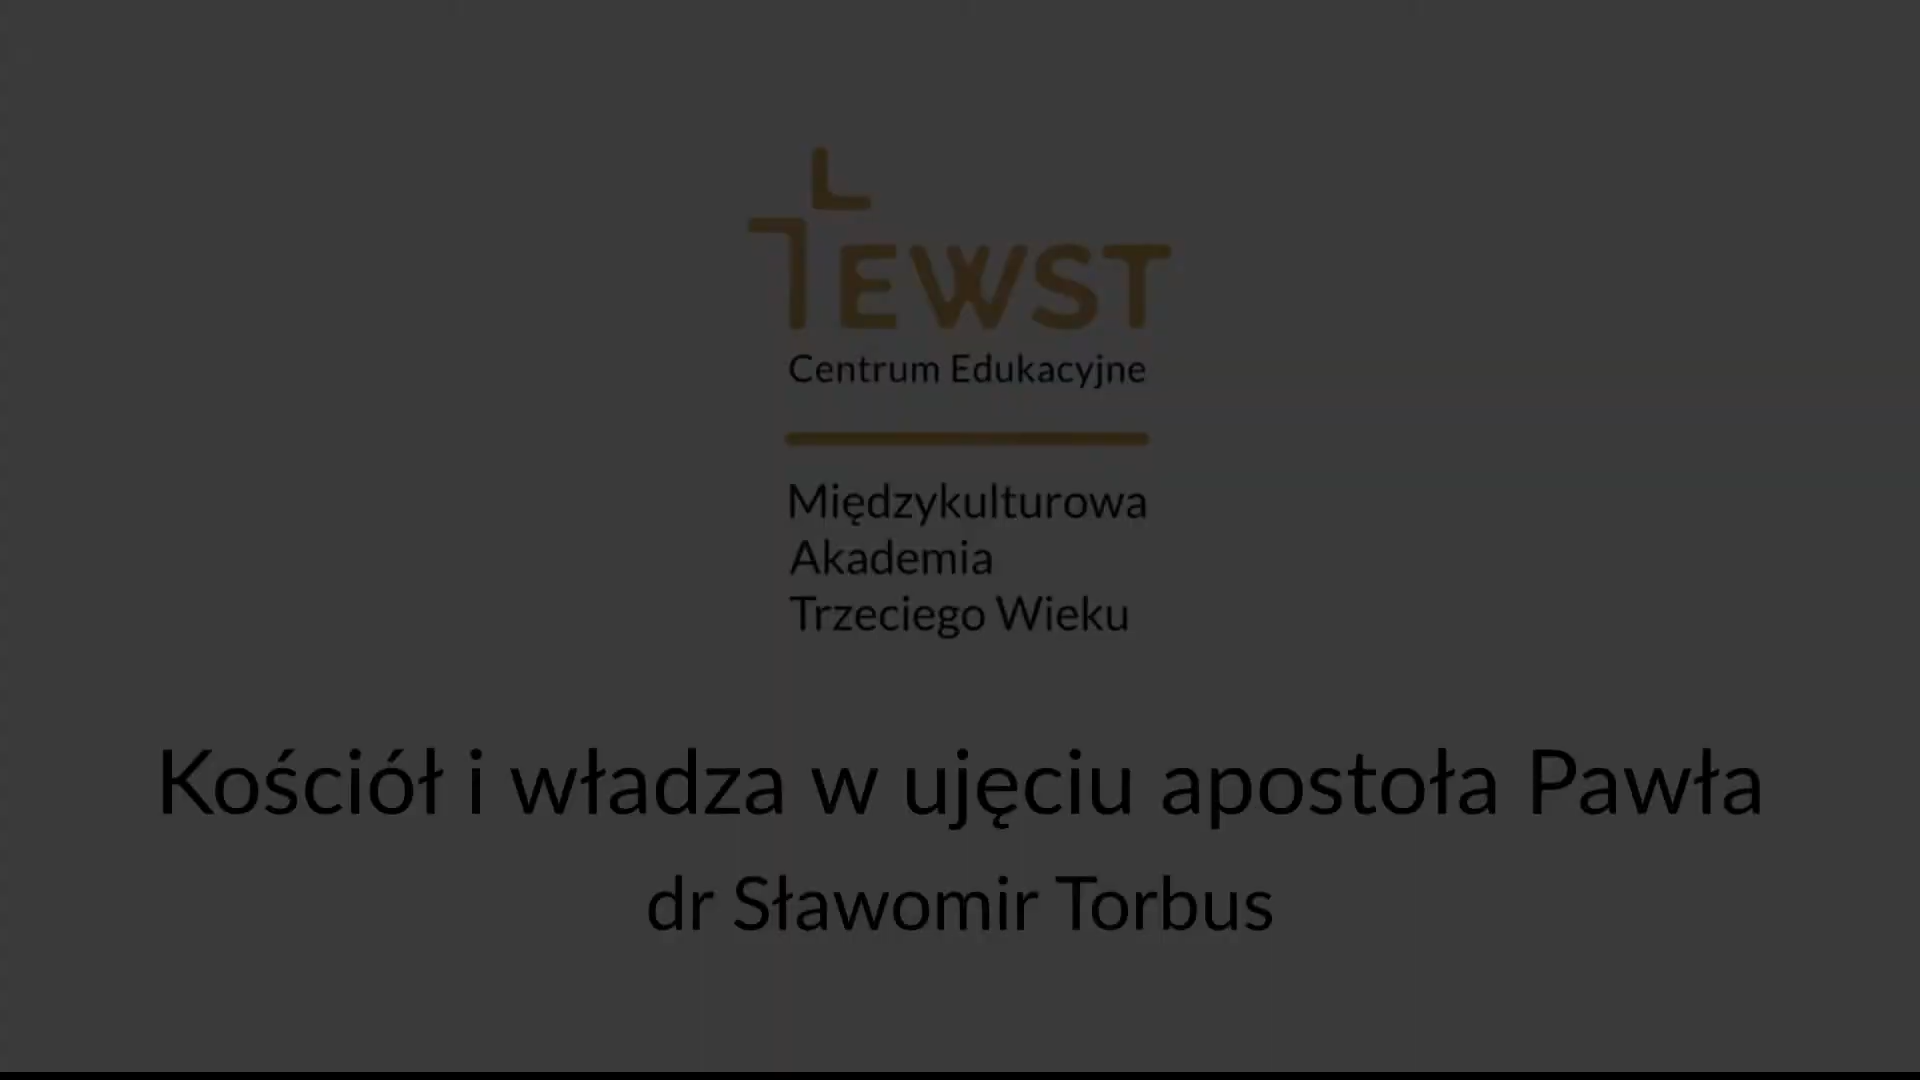 EWST
Centrum Edukacyjne
Międzykulturowa
Akademia
Trzeciego Wieku
Kościół i władza w ujęciu apostoła Pawła
dr Sławomir Torbus